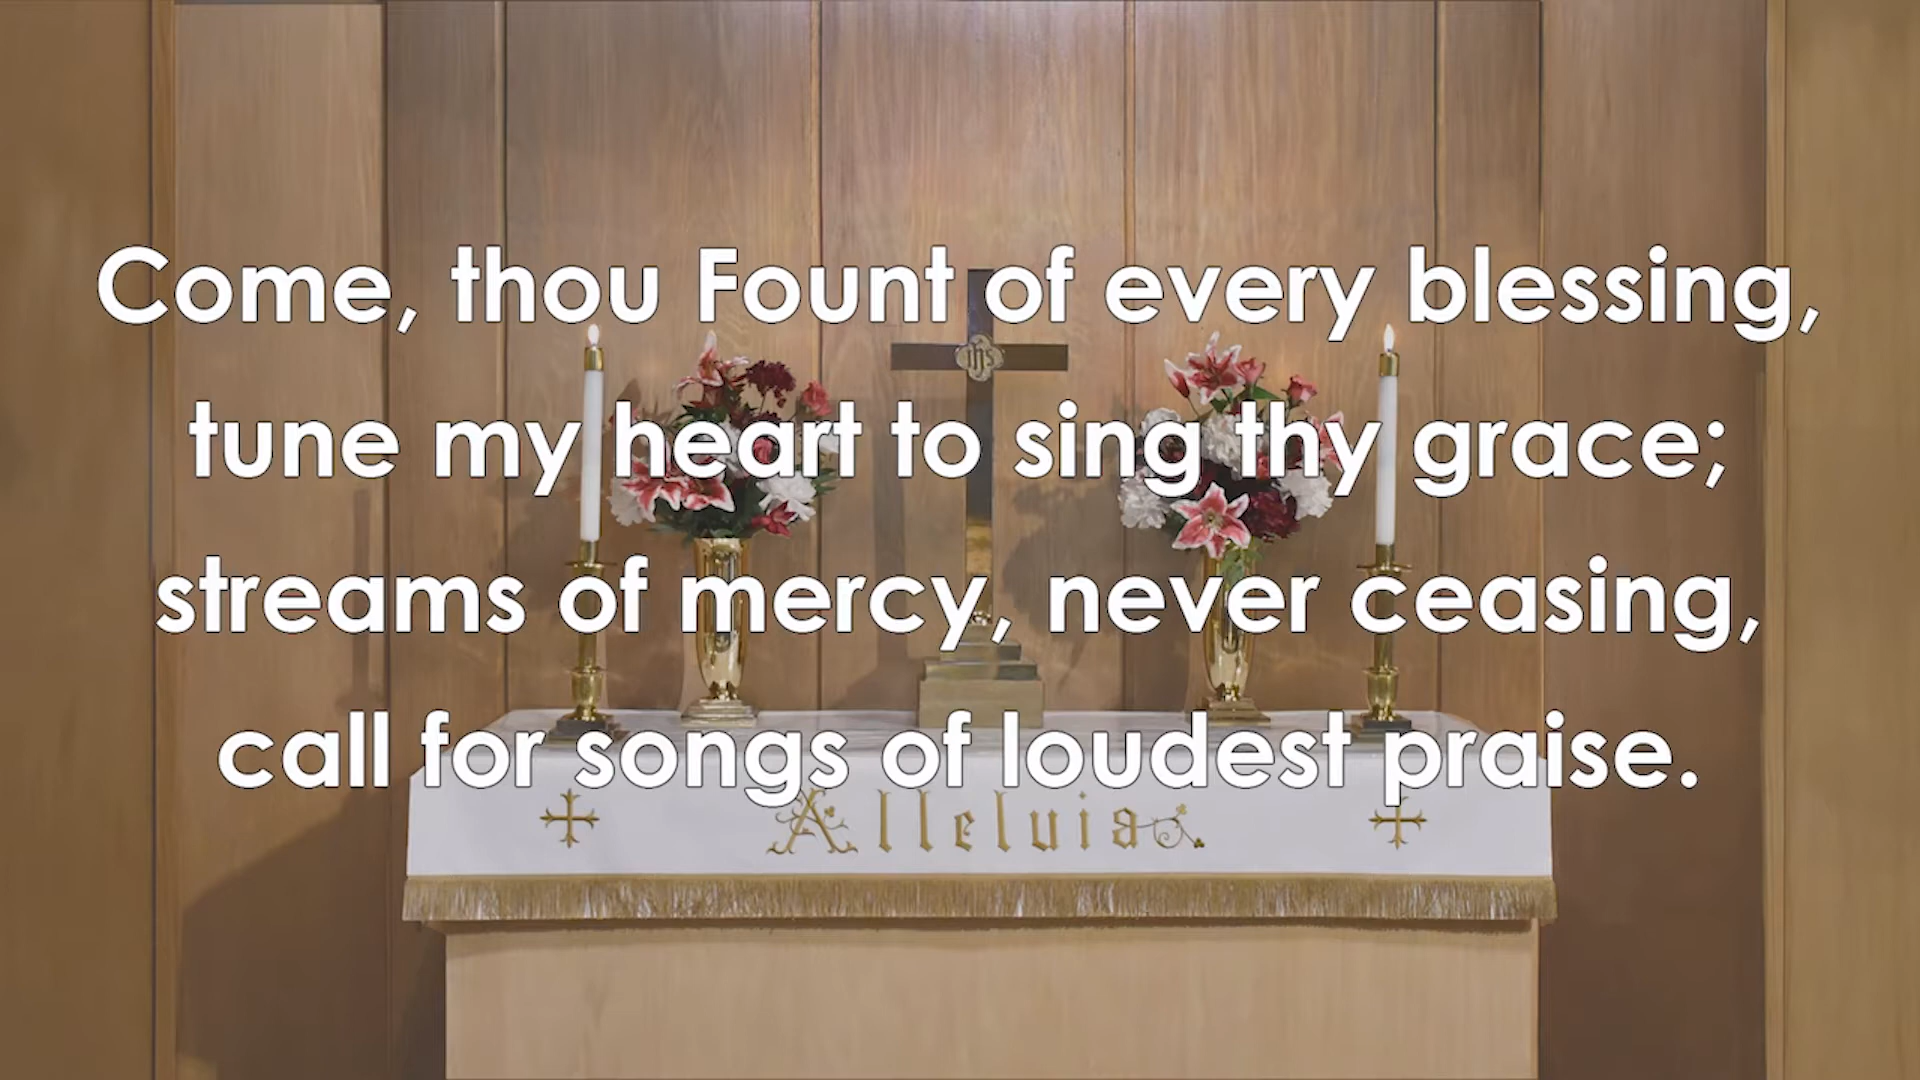 Come, thou Fount of every blessing,
ihs
tune my heart to sing thy grace;
streams of mercy, never ceasing,
call for songs of loudest praise.
Alleluia